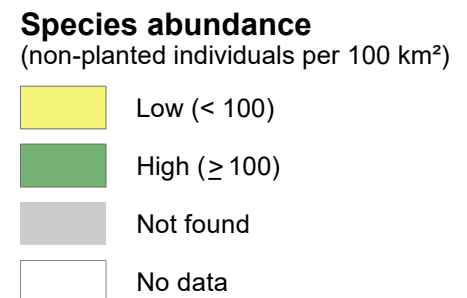 Species abundance
(non-planted individuals per 100 km²)
Low (< 100)
High (≥ 100)
Not found
No data